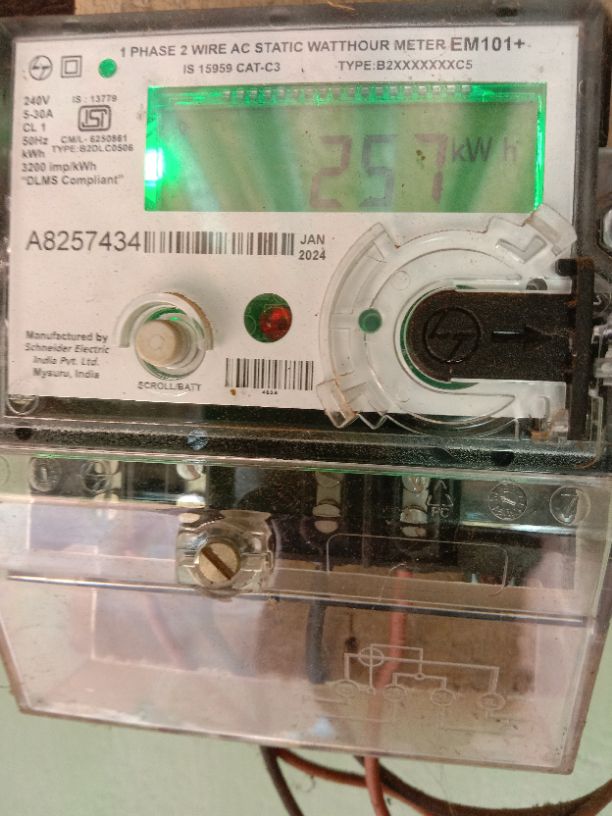 1 PHASE 2 WIRE AC STATIC WATTHOUR METER EM101+
IS 15959 CAT-C3 TYPE:B2XXXXXXXC5
240V
5-30A
CL 1
50Hz
kWh
3200 imp/kWh
"DLMS Compliant"
IS : 13779
ISI
CM/L- 6250861
TYPE:B2DLC0506
257 kWh
A8257434
JAN
2024
Manufactured by
Schneider Electric
India Pvt. Ltd.
Mysuru, India
SCROLL/BATT
PC